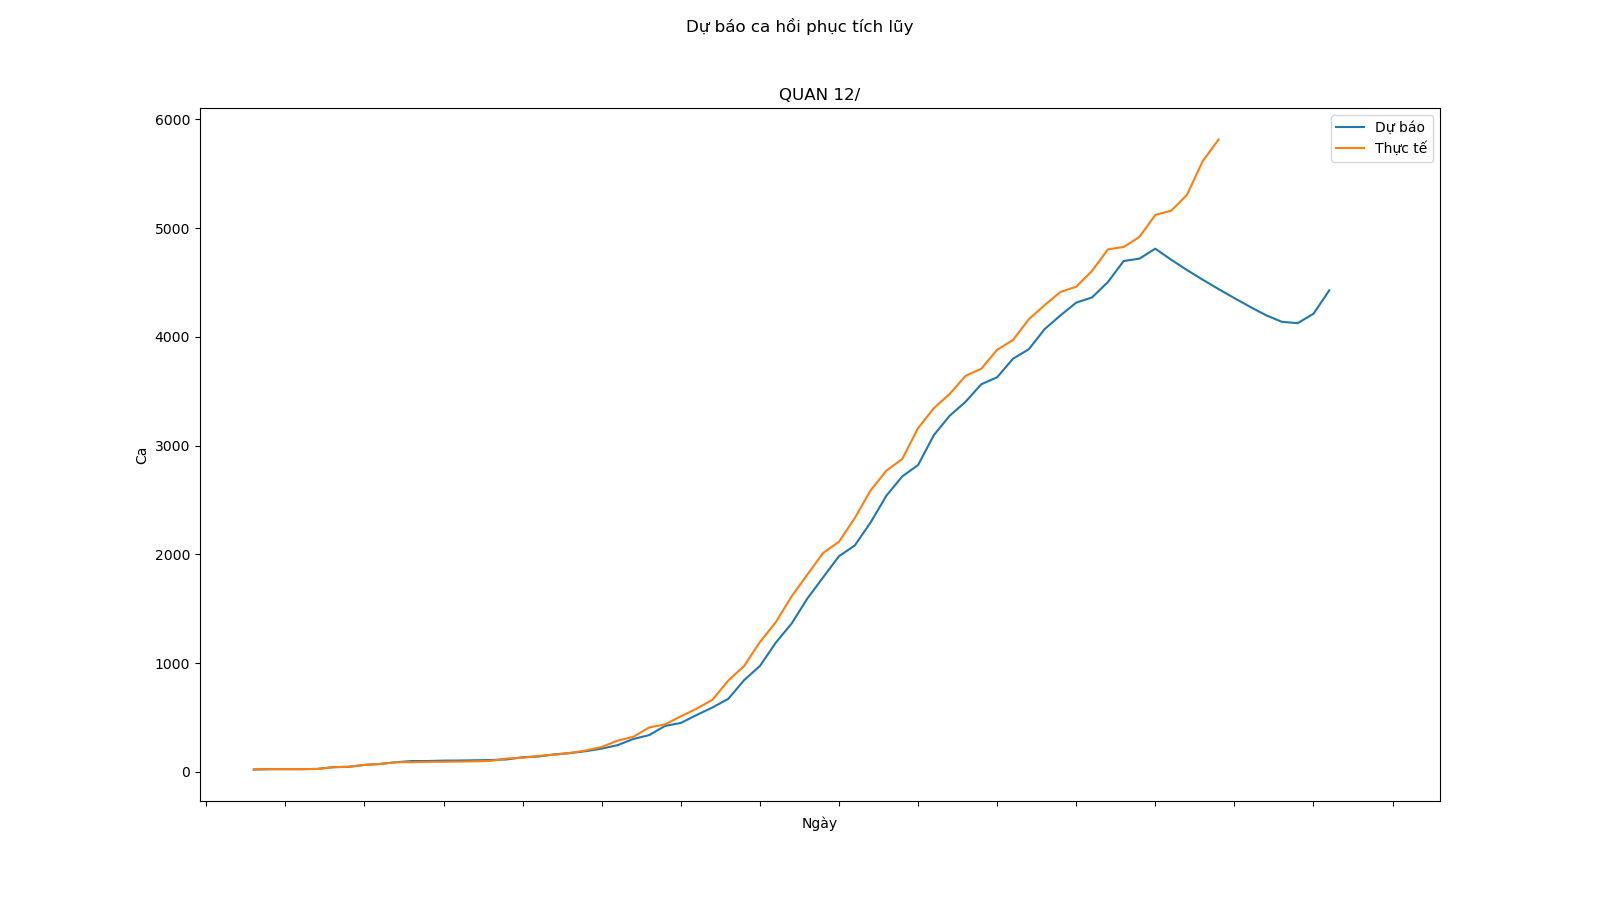 Dự báo ca hồi phục tích lũy
QUAN 12/
Dự báo
Thực tế
6000
5000
4000
3000
2000
1000
0
Ca
Ngày